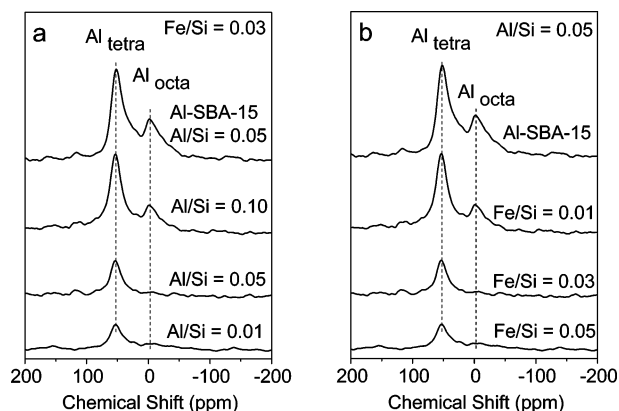 a
Fe/Si = 0.03
Al tetra
Al octa
Al-SBA-15
Al/Si = 0.05
Al/Si = 0.10
Al/Si = 0.05
Al/Si = 0.01
200 100 0 -100 -200
Chemical Shift (ppm)
b
Al/Si = 0.05
Al tetra
Al octa
Al-SBA-15
Fe/Si = 0.01
Fe/Si = 0.03
Fe/Si = 0.05
200 100 0 -100 -200
Chemical Shift (ppm)